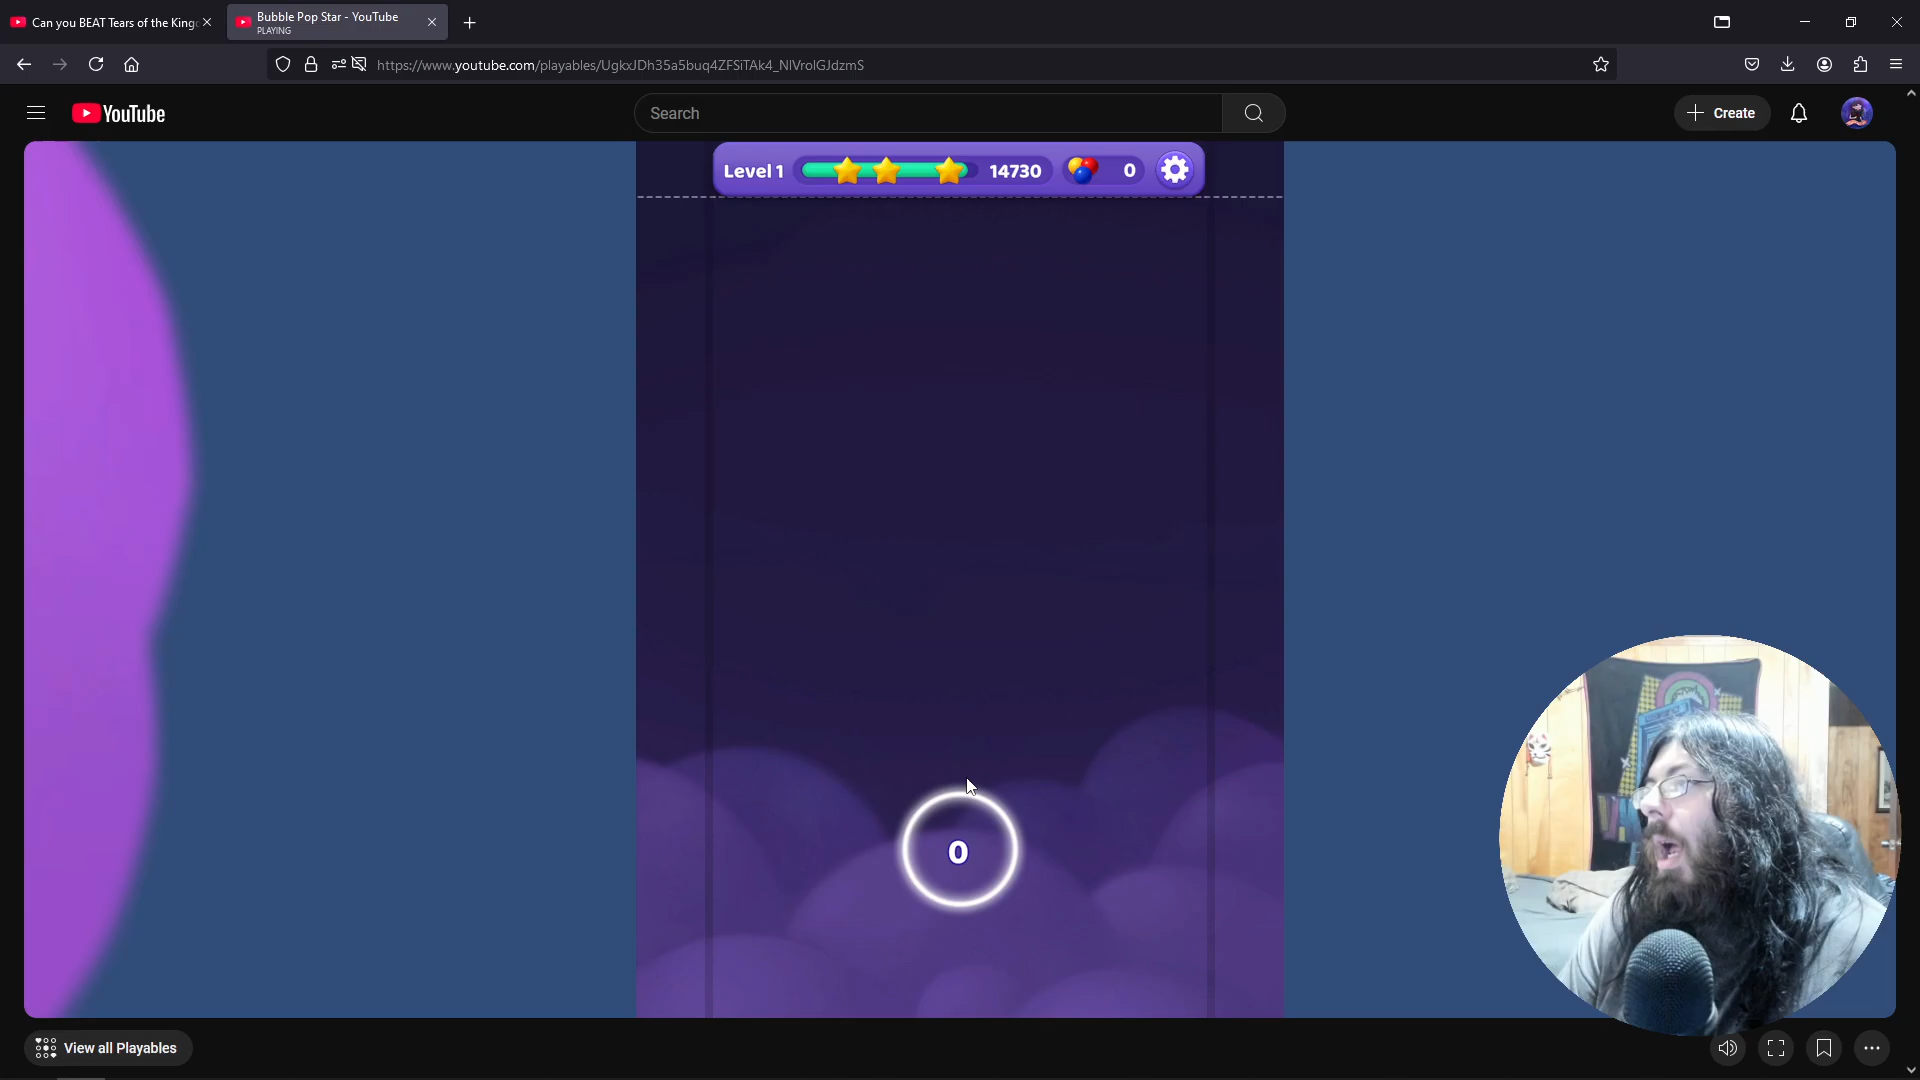 Can you BEAT Tears of the King
Bubble Pop Star - YouTube
PLAYING
https://www.youtube.com/playables/UgkxJDh35a5buq4ZFSiTAk4_NlVrolGJdzmS
YouTube
Search
Create
Level 1
14730
0
0
View all Playables